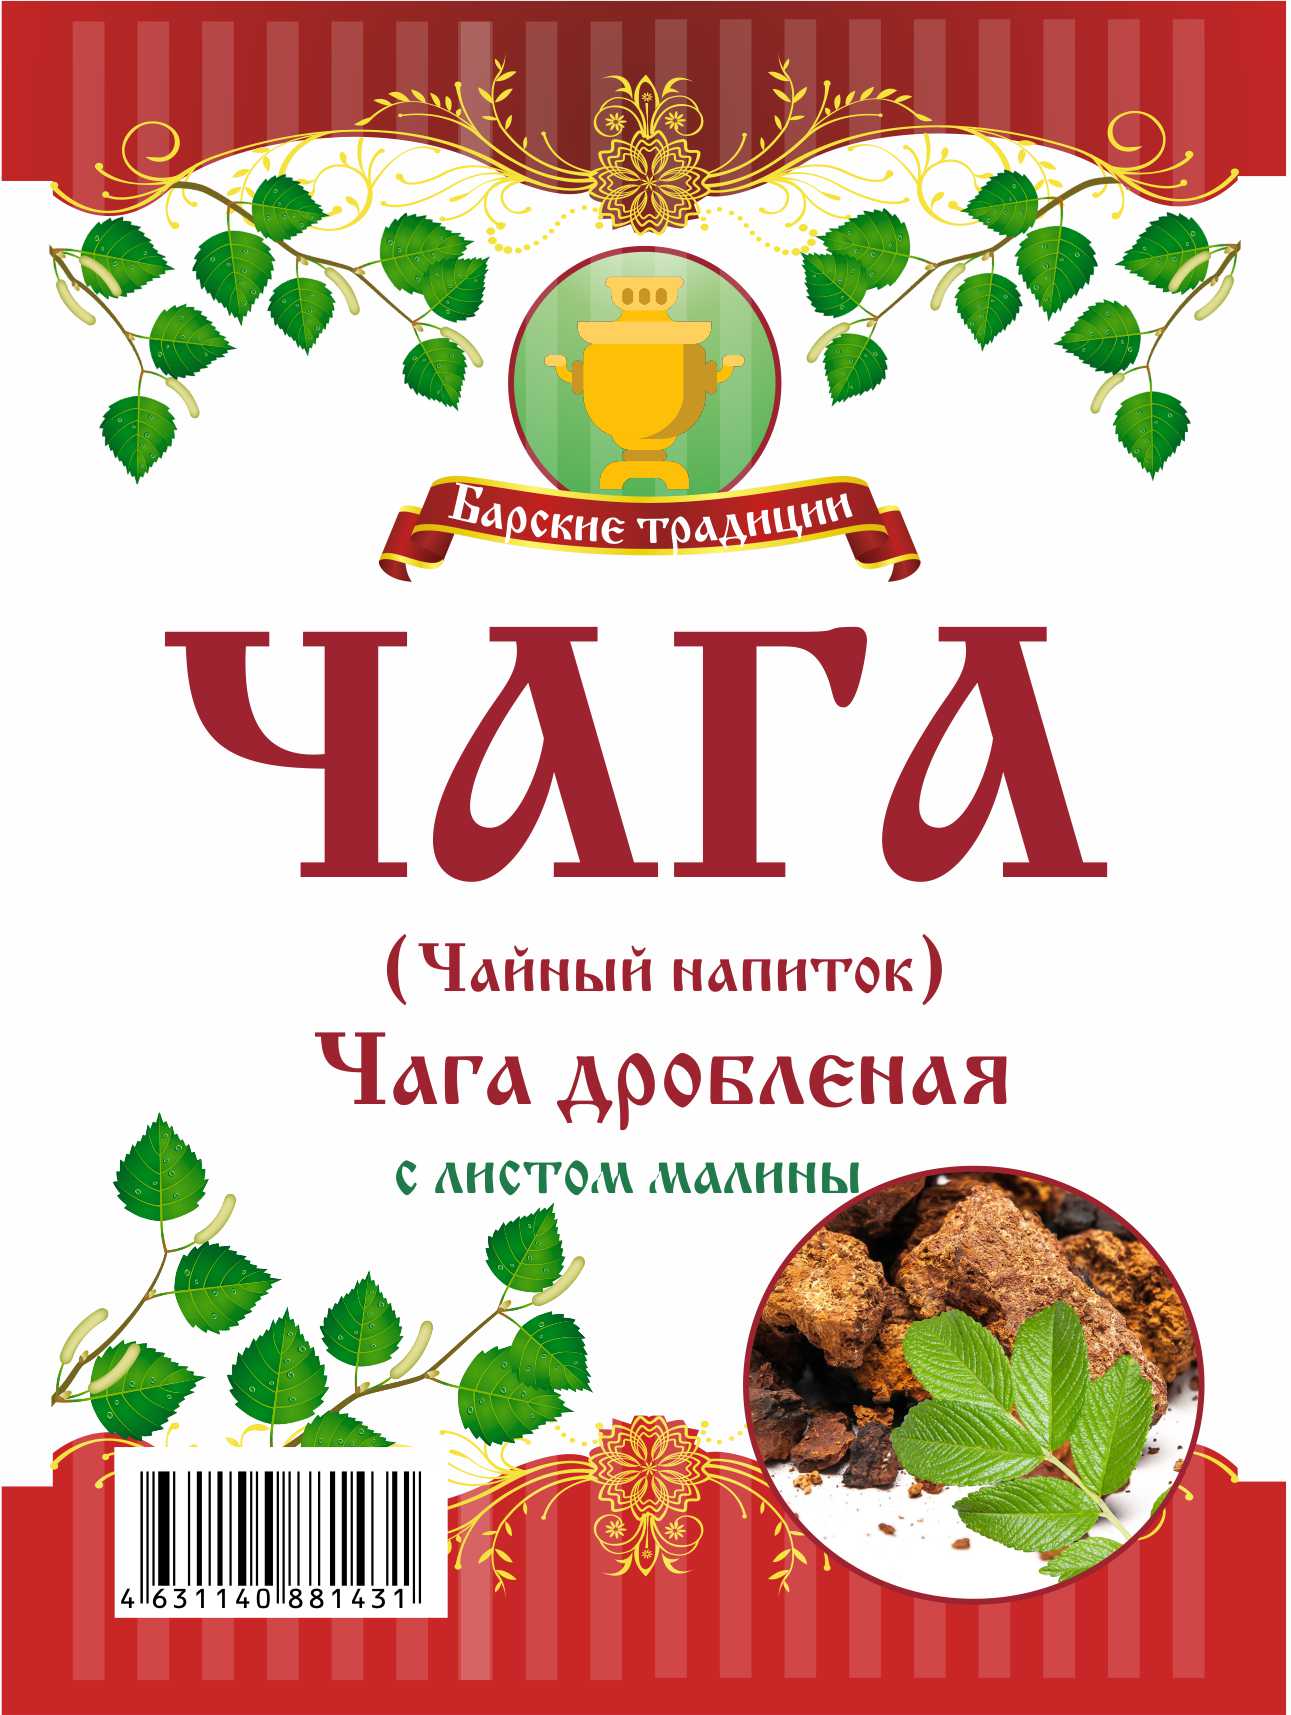 Барские традиции
ЧАГА
(Чайный напиток)
Чага дробленая
с листом малины
4 631140 881431